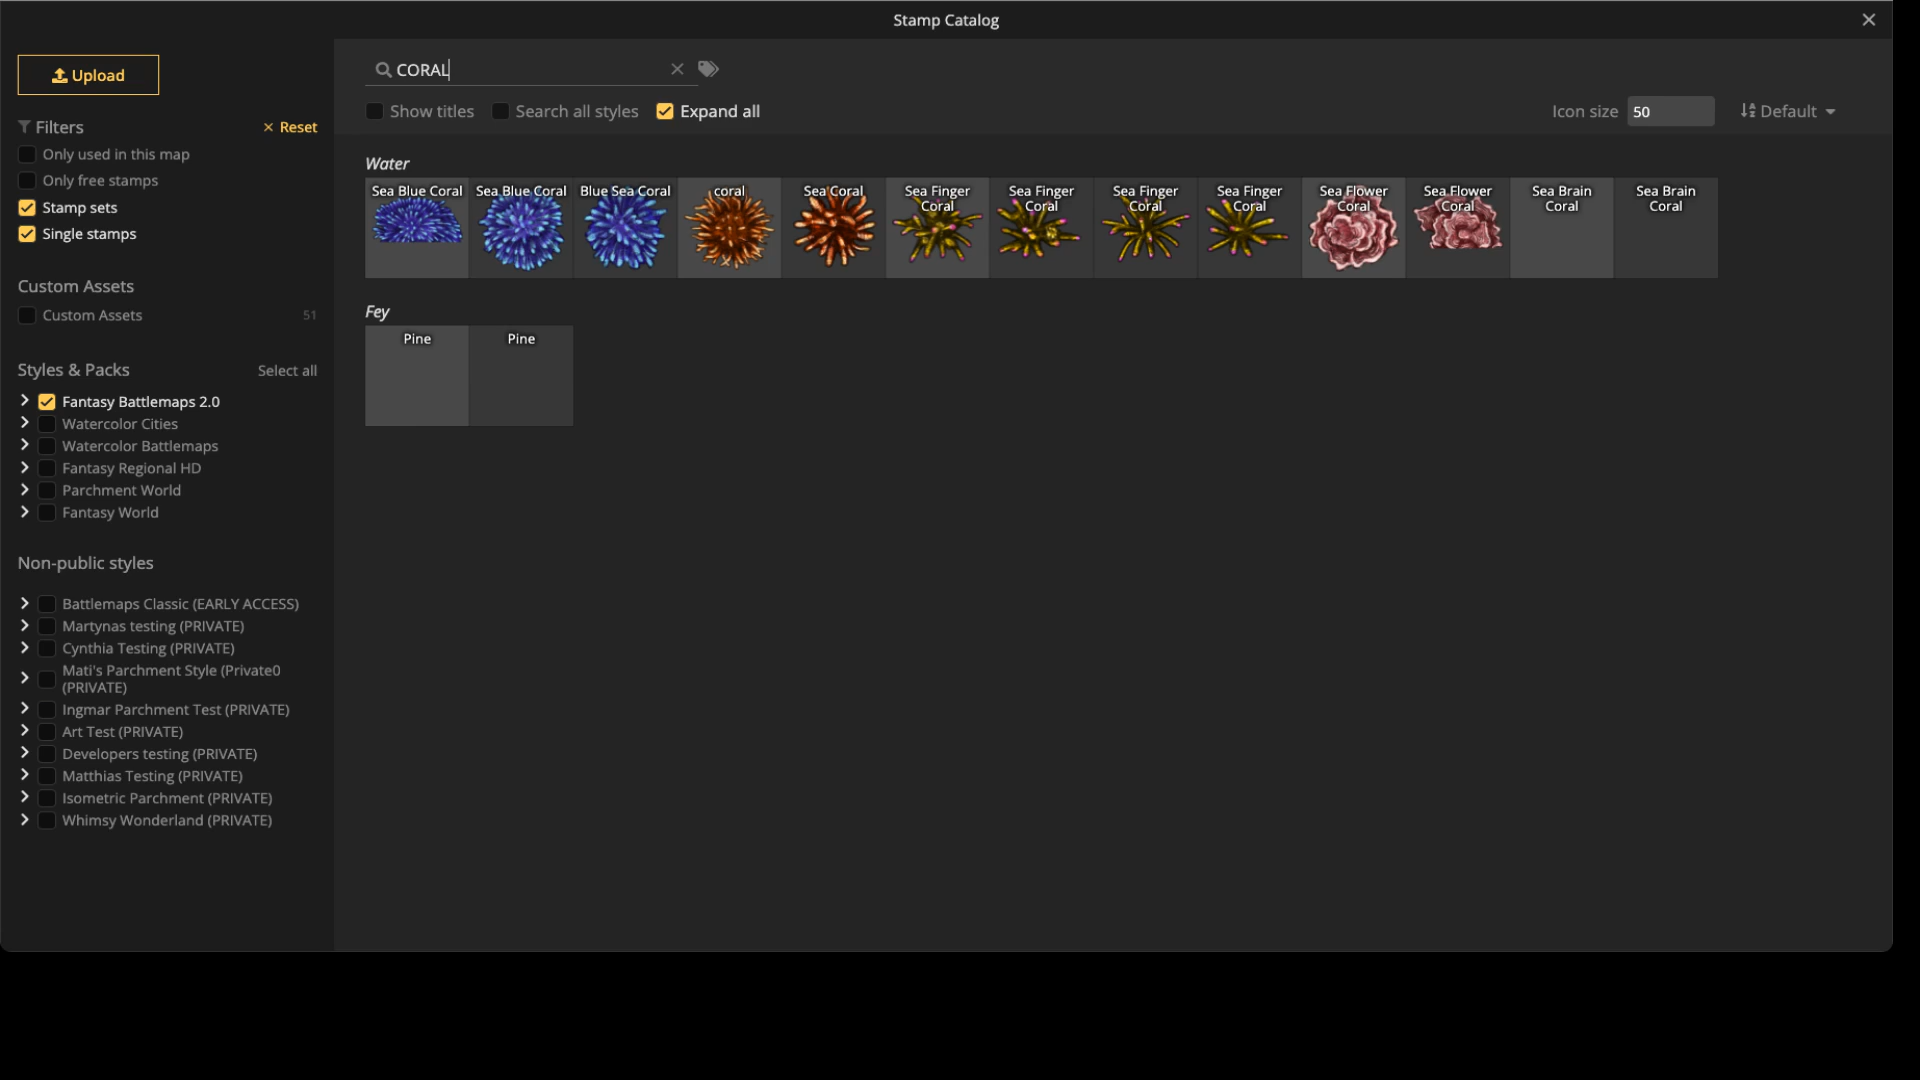 Stamp Catalog
Upload
CORAL
Show titles
Search all styles
Expand all
Icon size
50
Default
Filters
Reset
Only used in this map
Only free stamps
Stamp sets
Single stamps
Custom Assets
Custom Assets 51
Styles & Packs
Select all
Fantasy Battlemaps 2.0
Watercolor Cities
Watercolor Battlemaps
Fantasy Regional HD
Parchment World
Fantasy World
Non-public styles
Battlemaps Classic (EARLY ACCESS)
Martynas testing (PRIVATE)
Cynthia Testing (PRIVATE)
Mati's Parchment Style (Private0
(PRIVATE)
Ingmar Parchment Test (PRIVATE)
Art Test (PRIVATE)
Developers testing (PRIVATE)
Matthias Testing (PRIVATE)
Isometric Parchment (PRIVATE)
Whimsy Wonderland (PRIVATE)
Water
Sea Blue Coral
Sea Blue Coral
Blue Sea Coral
coral
Sea Coral
Sea Finger
Coral
Sea Finger
Coral
Sea Finger
Coral
Sea Finger
Coral
Sea Flower
Coral
Sea Flower
Coral
Sea Brain
Coral
Sea Brain
Coral
Fey
Pine
Pine